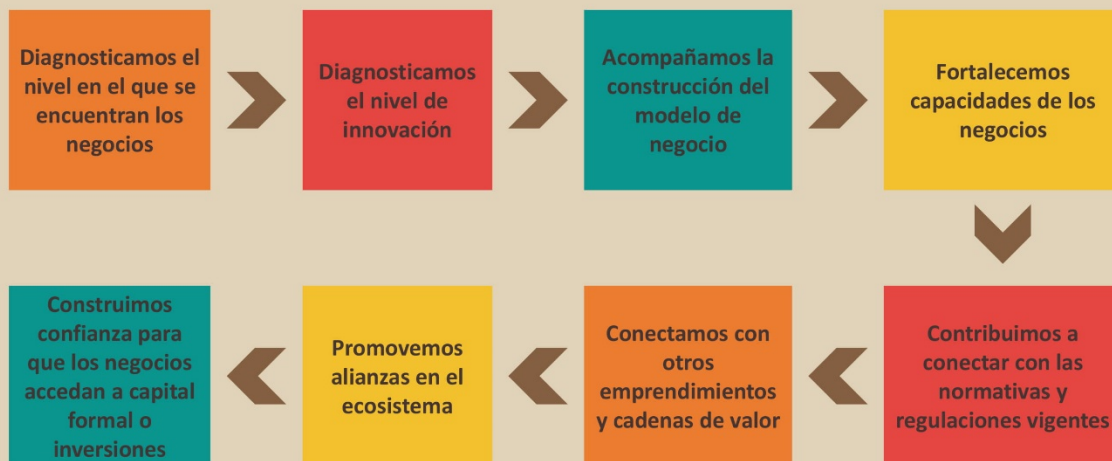 Diagnosticamos el
nivel en el que se
encuentran los
negocios
Diagnosticamos
el nivel de
innovación
Acompañamos la
construcción del
modelo de
negocio
Fortalecemos
capacidades de los
negocios
Contribuimos a
conectar con las
normativas y
regulaciones vigentes
Conectamos con
otros
emprendimientos
y cadenas de valor
Promovemos
alianzas en el
ecosistema
Construimos
confianza para
que los negocios
accedan a capital
formal o
inversiones